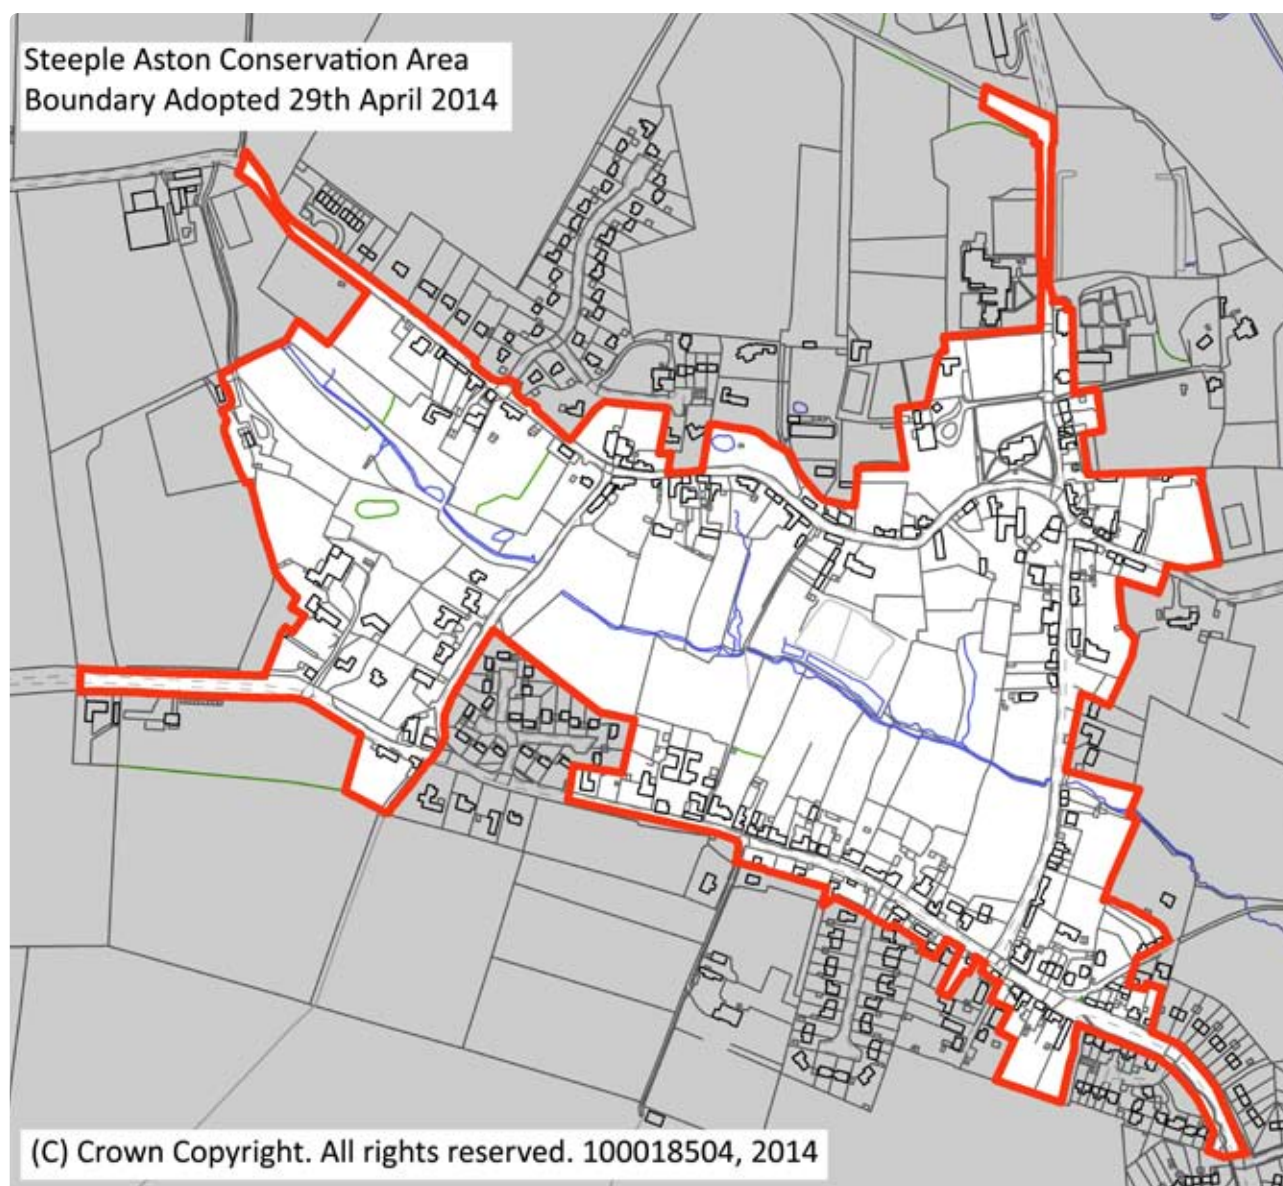 Steeple Aston Conservation Area
Boundary Adopted 29th April 2014
(C) Crown Copyright. All rights reserved. 100018504, 2014